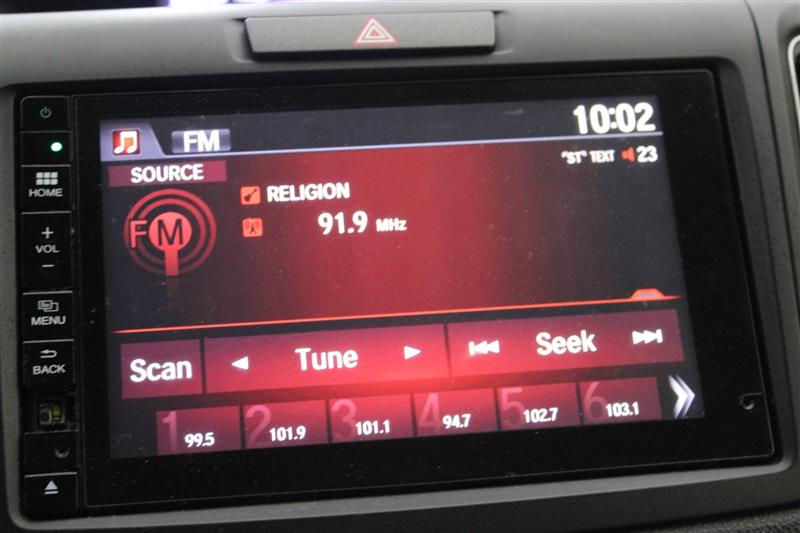 FM
10:02
SOURCE
"ST" TEXT 23
RELIGION
FM
91.9 MHz
HOME
+
VOL
−
MENU
BACK
Scan
Tune
Seek
1 99.5
2 101.9
3 101.1
4 94.7
5 102.7
6 103.1